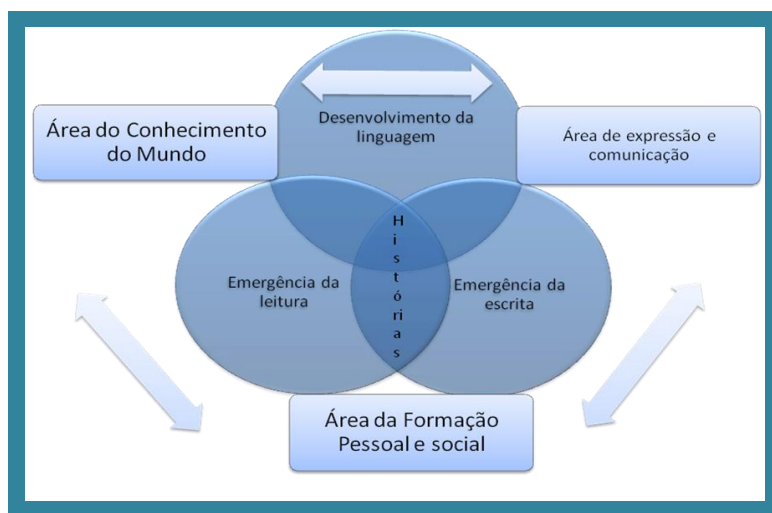 Desenvolvimento da
linguagem
Área do Conhecimento
do Mundo
Área de expressão e
comunicação
Emergência da
leitura
Histórias
Emergência da
escrita
Área da Formação
Pessoal e social